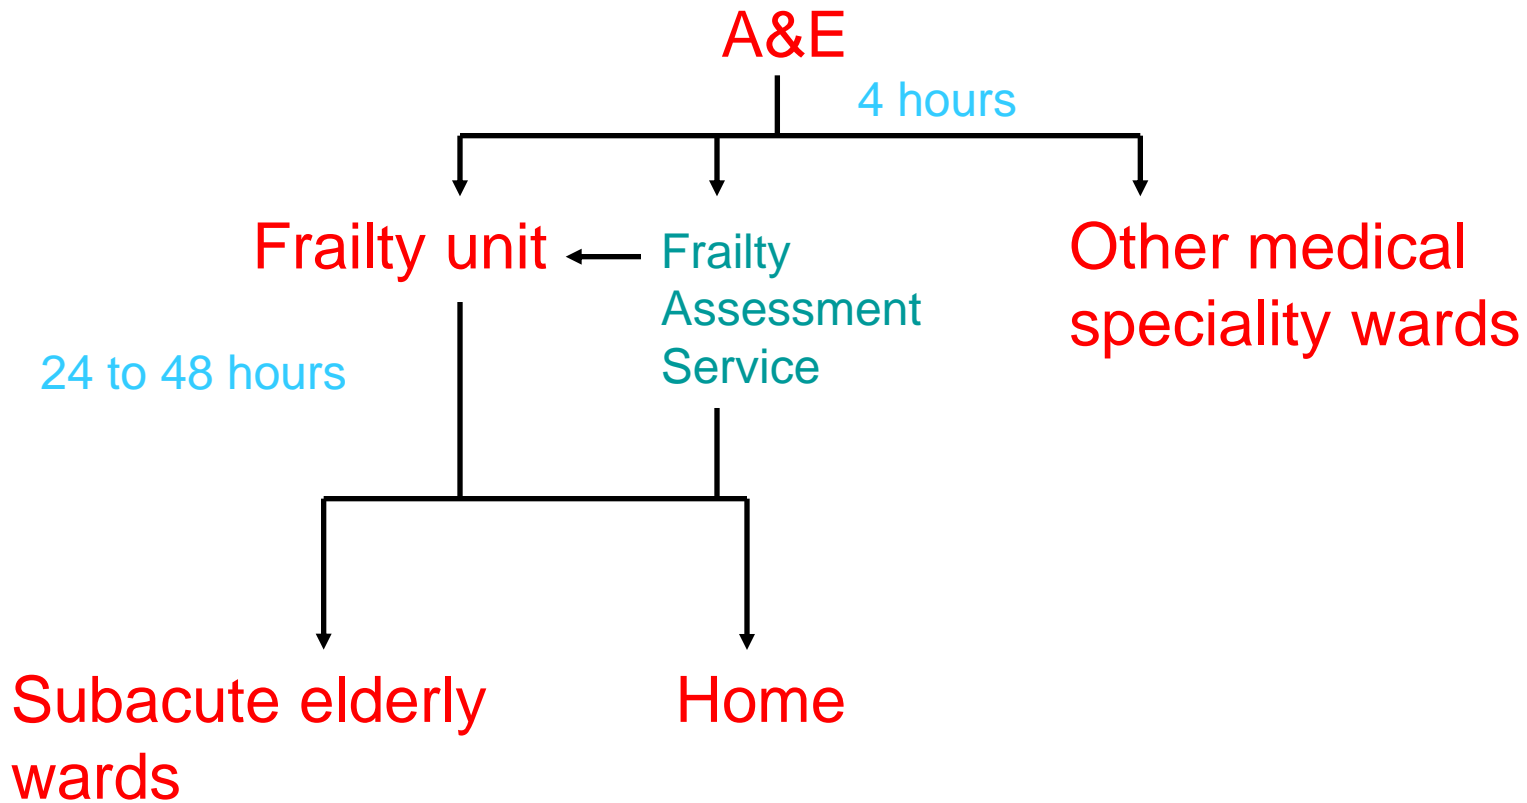 A&E
4 hours
Frailty unit
Frailty
Assessment
Service
Other medical
speciality wards
24 to 48 hours
Subacute elderly
wards
Home